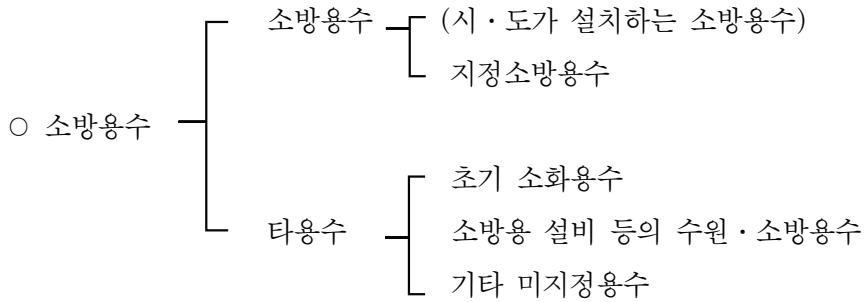 소방용수
(시·도가 설치하는 소방용수)
지정소방용수
○ 소방용수
초기 소화용수
타용수
소방용 설비 등의 수원·소방용수
기타 미지정용수